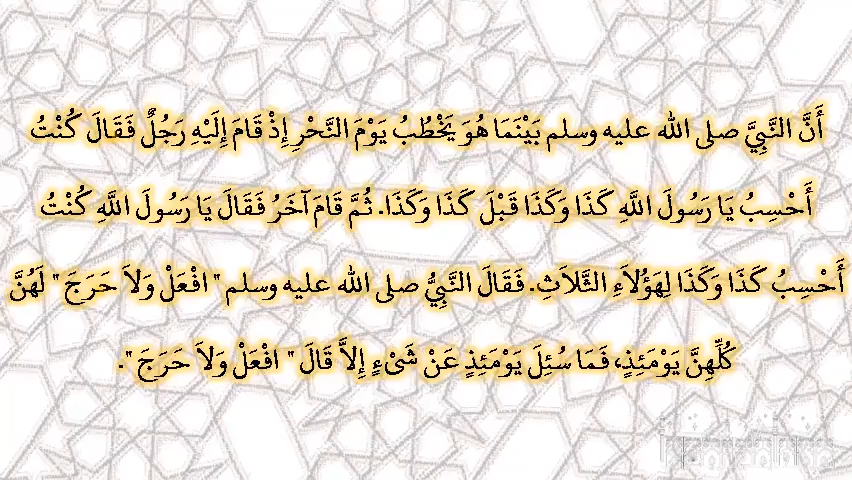 أَنَّ النَّبِيَّ صلى الله عليه وسلم بَيْنَمَا هُوَ يَخْطُبُ يَوْمَ النَّحْرِ إِذْ قَامَ إِلَيْهِ رَجُلٌ فَقَالَ كُنْتُ
أَحْسِبُ يَا رَسُولَ اللَّهِ كَذَا وَكَذَا قَبْلَ كَذَا وَكَذَا. ثُمَّ قَامَ آخَرُ فَقَالَ يَا رَسُولَ اللَّهِ كُنْتُ
أَحْسِبُ كَذَا وَكَذَا لِهَؤُلاَءِ الثَّلاَثِ. فَقَالَ النَّبِيُّ صلى الله عليه وسلم " افْعَلْ وَلاَ حَرَجَ " لَهُنَّ
كُلِّهِنَّ يَوْمَئِذٍ، فَمَا سُئِلَ يَوْمَئِذٍ عَنْ شَىْءٍ إِلاَّ قَالَ " افْعَلْ وَلاَ حَرَجَ ".